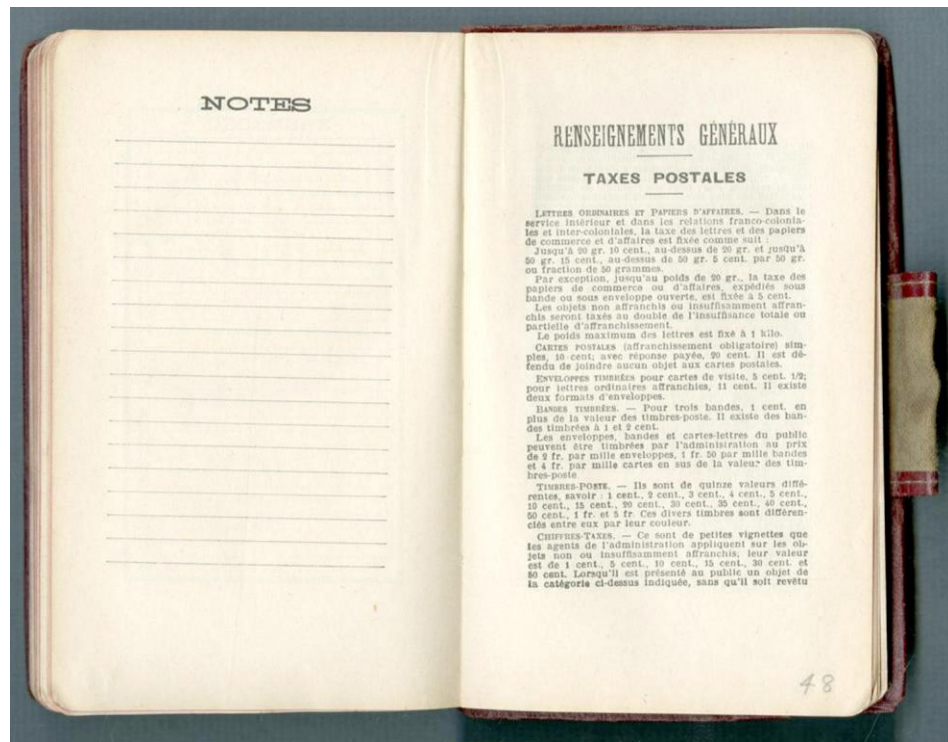 NOTES
RENSEIGNEMENTS GÉNÉRAUX
TAXES POSTALES
LETTRES ORDINAIRES ET PAPIERS D'AFFAIRES. — Dans le
service intérieur et dans les relations franco-colonia-
les et inter-coloniales, la taxe des lettres et des papiers
de commerce et d'affaires est fixée comme suit :
Jusqu'à 20 gr. 10 cent., au-dessus de 20 gr. et jusqu'à
50 gr. 15 cent., au-dessus de 50 gr. 5 cent. par 50 gr.
ou fraction de 50 grammes.
Par exception, jusqu'au poids de 20 gr., la taxe des
papiers de commerce ou d'affaires, expédiés sous
bande ou sous enveloppe ouverte, est fixée à 5 cent.
Les objets non affranchis ou insuffisamment affran-
chis seront taxés au double de l'insuffisance totale ou
partielle d'affranchissement.
Le poids maximum des lettres est fixé à 1 kilo.
CARTES POSTALES (affranchissement obligatoire) sim-
ples, 10 cent; avec réponse payée, 20 cent. Il est dé-
fendu de joindre aucun objet aux cartes postales.
ENVELOPPES TIMBRÉES pour cartes de visite, 5 cent. 1/2;
pour lettres ordinaires affranchies, 11 cent. Il existe
deux formats d'enveloppes.
BANDES TIMBRÉES. — Pour trois bandes, 1 cent. en
plus de la valeur des timbres-poste. Il existe des ban-
des timbrées à 1 et 2 cent.
Les enveloppes, bandes et cartes-lettres du public
peuvent être timbrées par l'administration au prix
de 2 fr. par mille enveloppes, 1 fr. 50 par mille bandes
et 4 fr. par mille cartes en sus de la valeur des tim-
bres-poste
TIMBRES-POSTE. — Ils sont de quinze valeurs diffé-
rentes, savoir : 1 cent., 2 cent., 3 cent., 4 cent., 5 cent.,
10 cent., 15 cent., 20 cent., 30 cent., 35 cent., 40 cent.,
50 cent., 1 fr. et 5 fr. Ces divers timbres sont différen-
ciés entre eux par leur couleur.
CHIFFRES-TAXES. — Ce sont de petites vignettes que
les agents de l'administration appliquent sur les ob-
jets non ou insuffisamment affranchis, leur valeur
est de 1 cent., 5 cent., 10 cent., 15 cent., 30 cent. et
50 cent. Lorsqu'il est présenté au public un objet de
la catégorie ci-dessus indiquée, sans qu'il soit revêtu
48